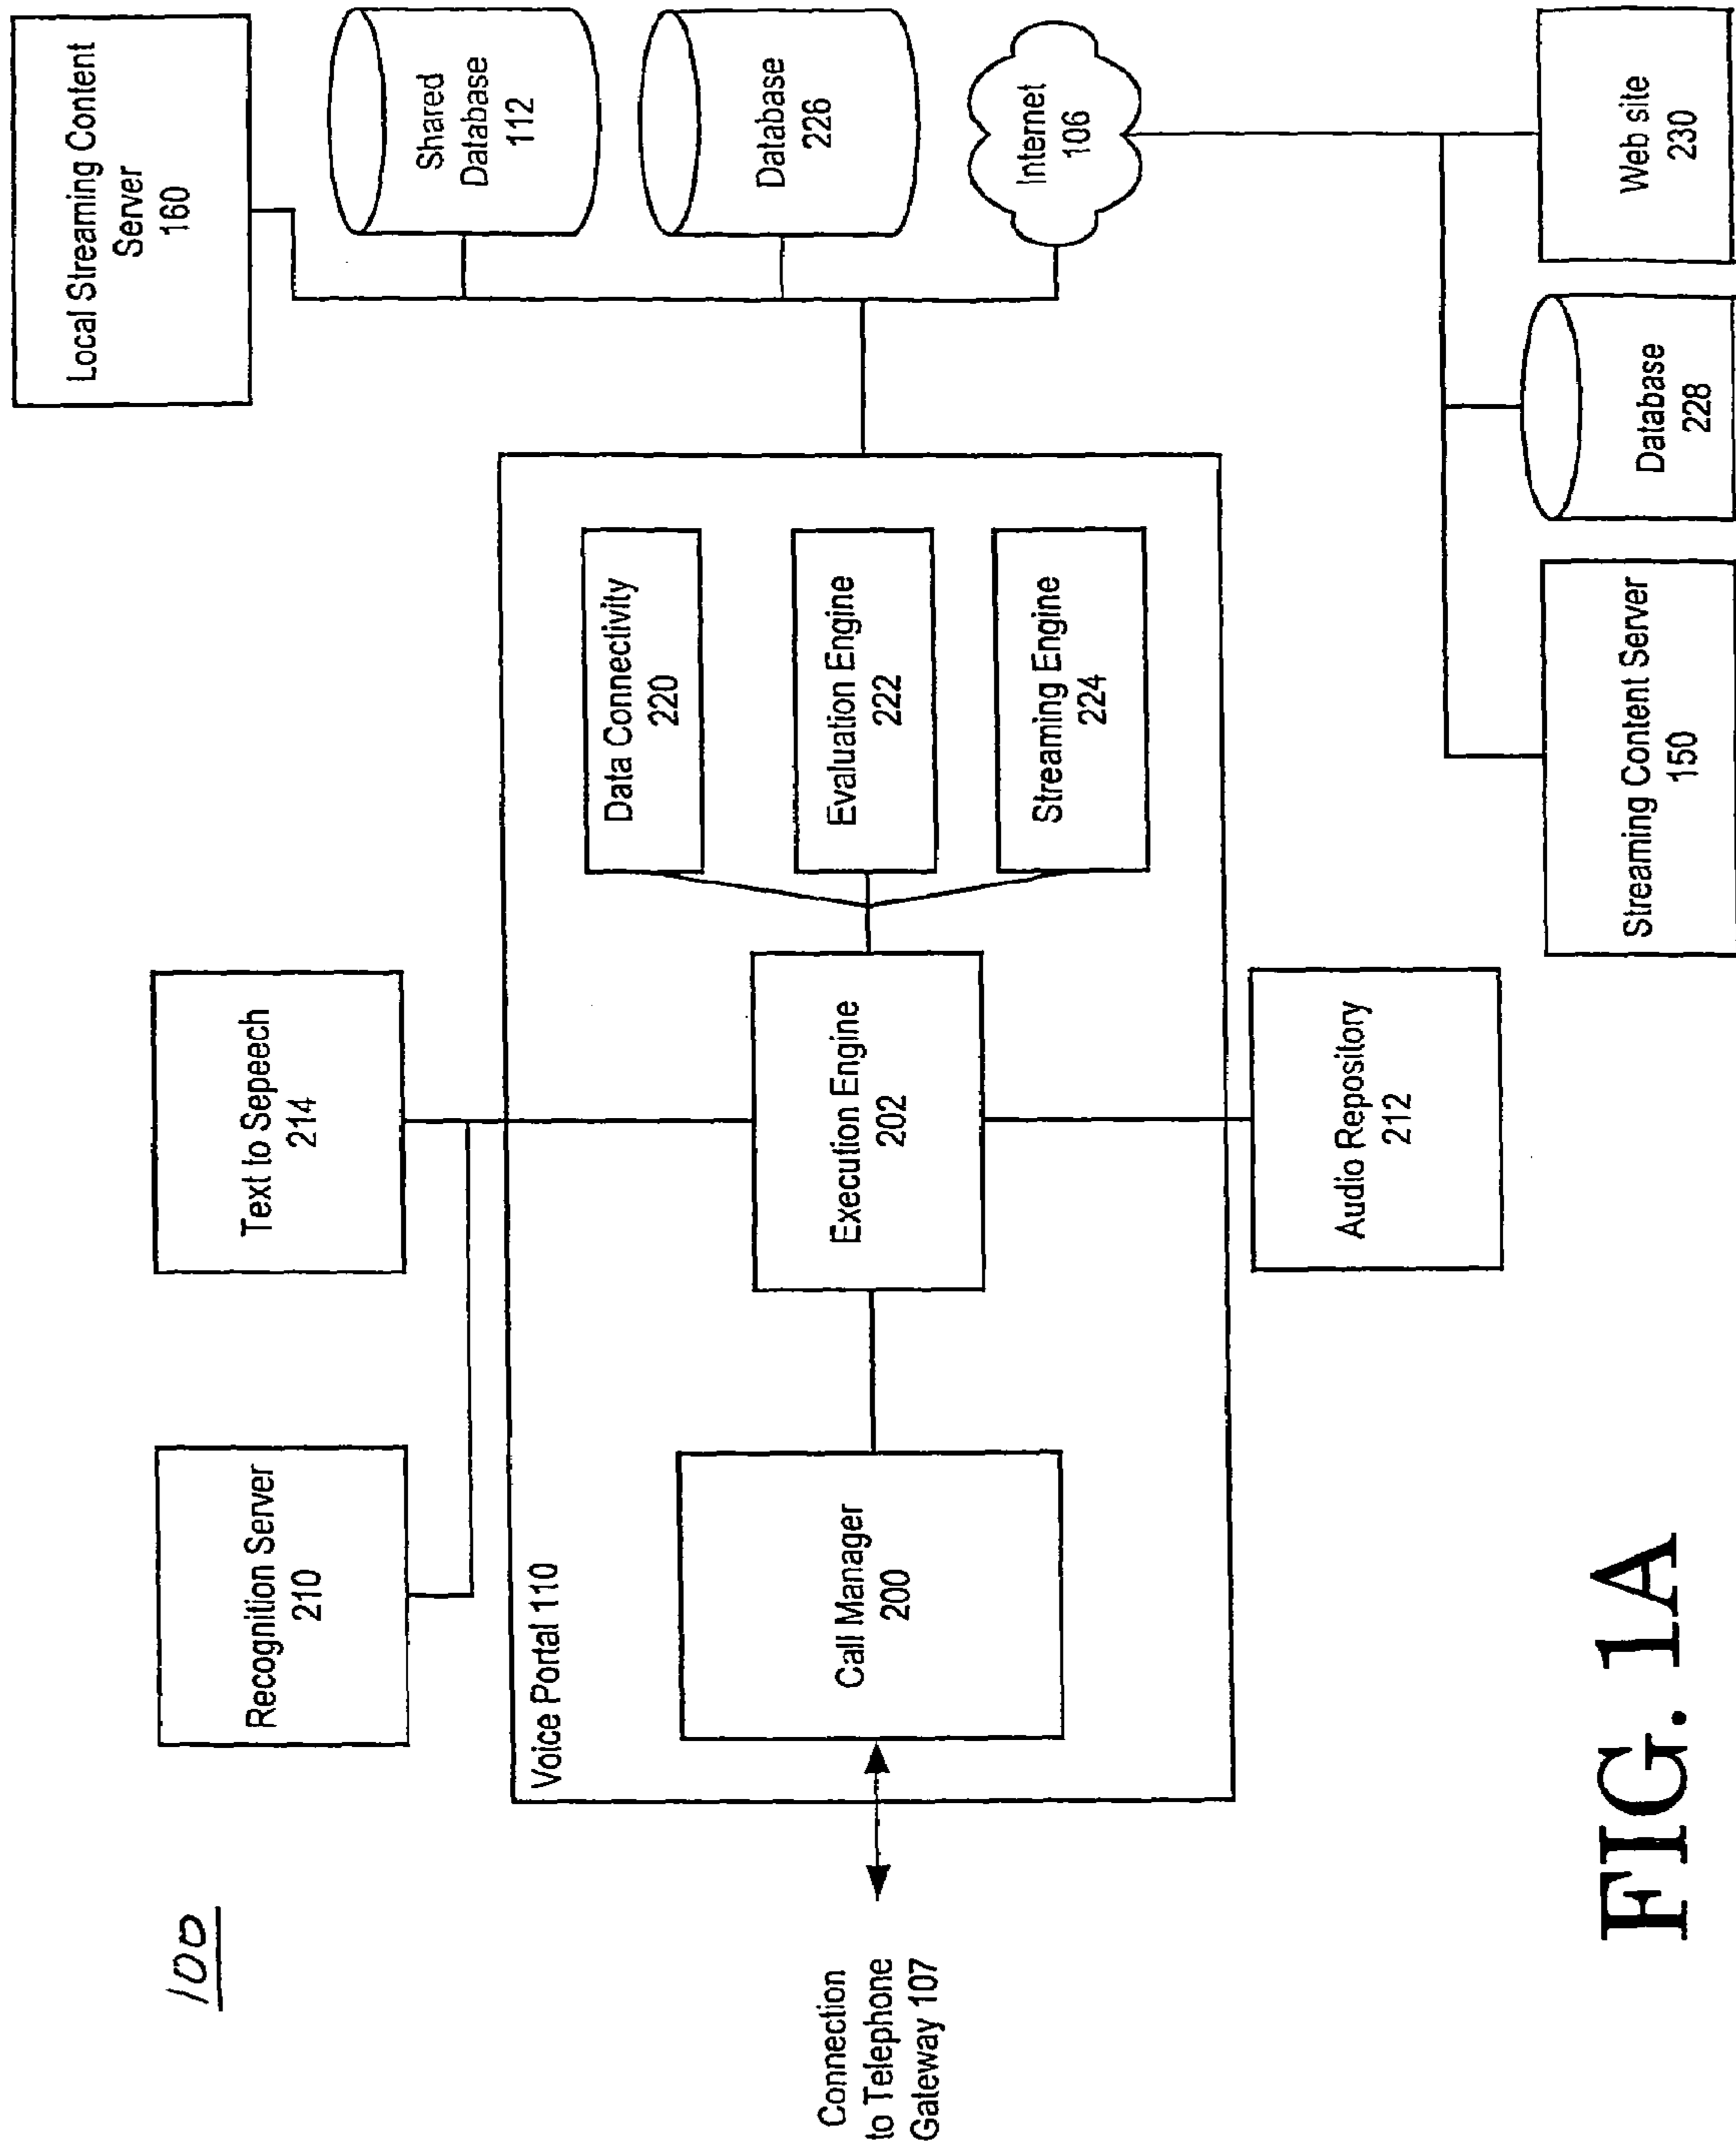 100
Local Streaming Content
Server
160
Recognition Server
210
Text to Sepeech
214
Shared
Database
112
Database
226
Internet
106
Voice Portal 110
Call Manager
200
Execution Engine
202
Data Connectivity
220
Evaluation Engine
222
Streaming Engine
224
Connection
to Telephone
Gateway 107
Audio Repository
212
Streaming Content Server
150
Database
228
Web site
230
FIG. 1A